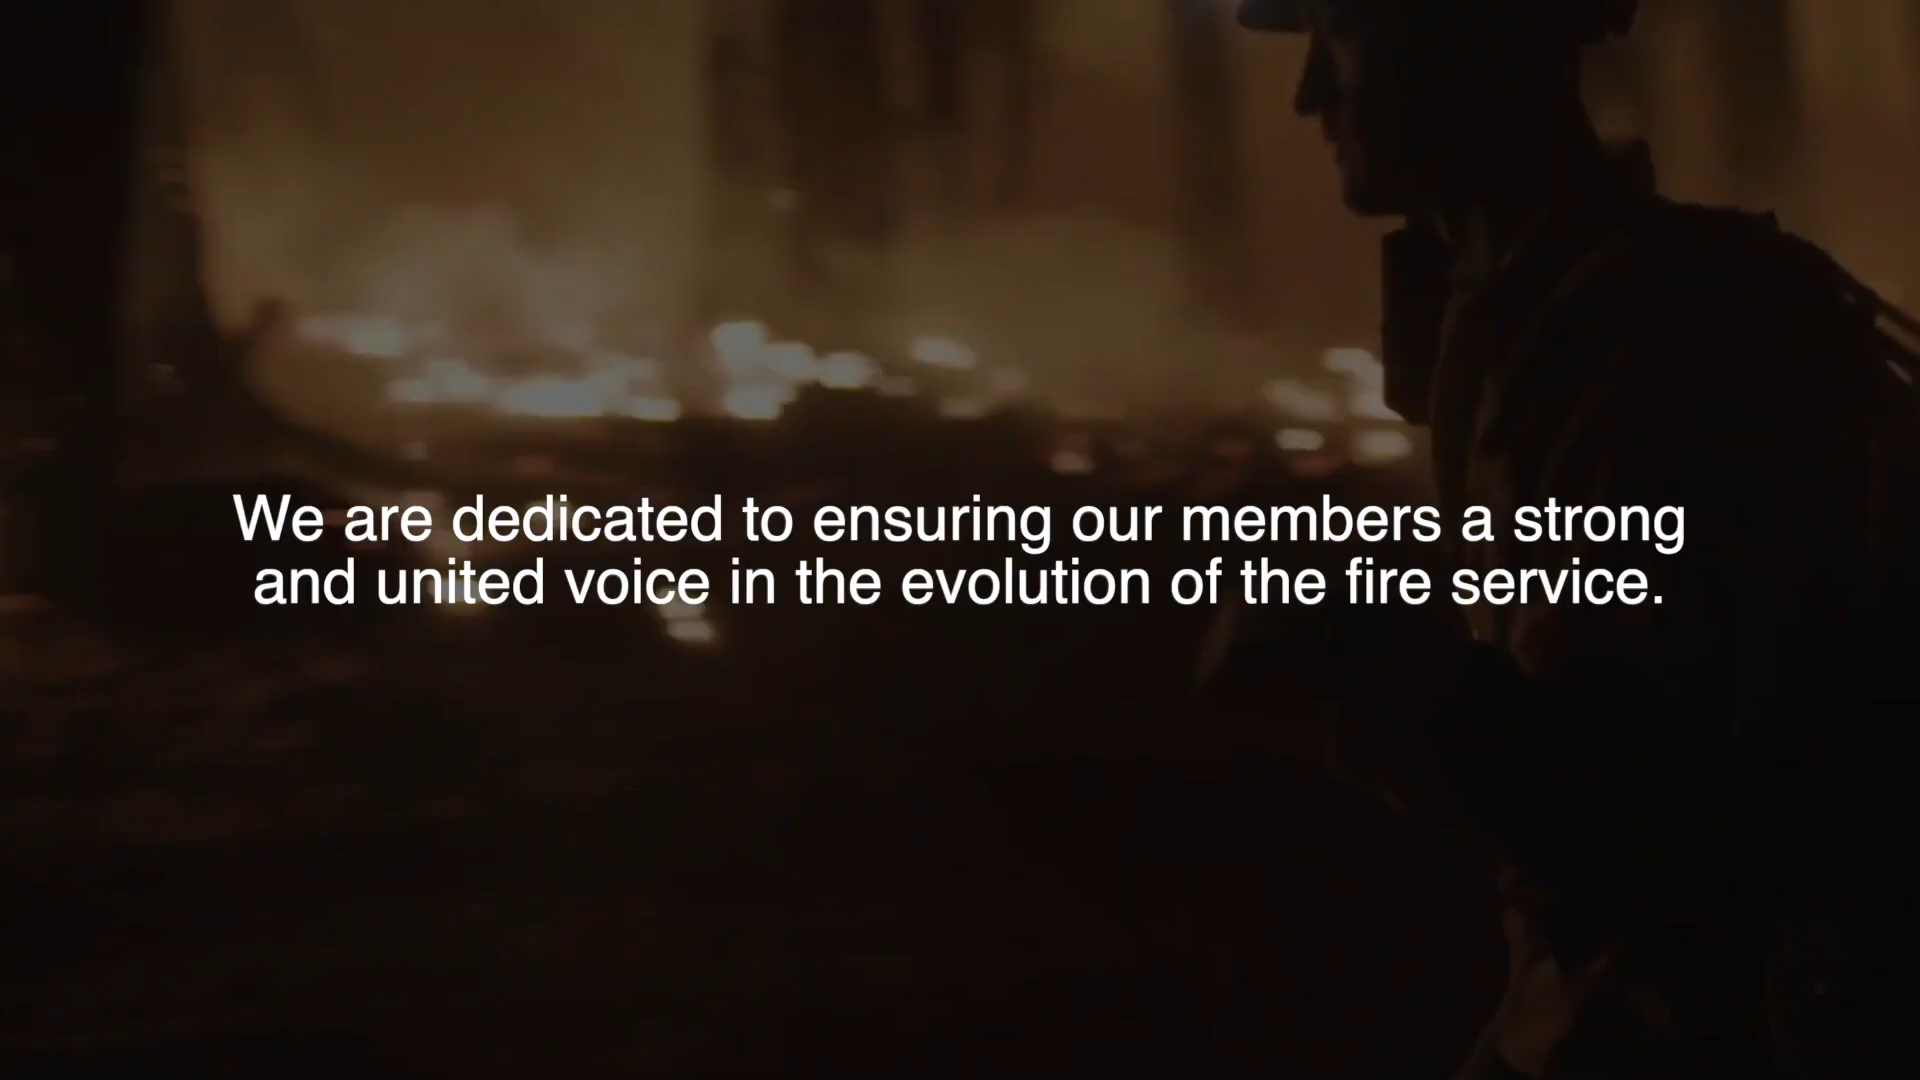 We are dedicated to ensuring our members a strong
and united voice in the evolution of the fire service.